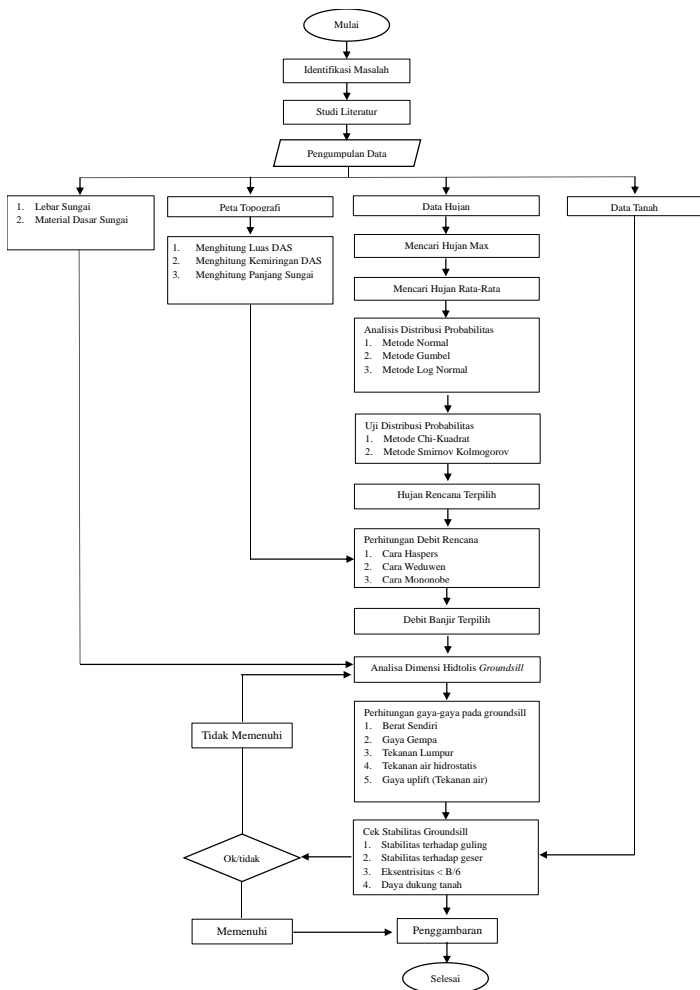 Mulai
Identifikasi Masalah
Studi Literatur
Pengumpulan Data
1. Lebar Sungai
2. Material Dasar Sungai
Peta Topografi
Data Hujan
Data Tanah
1. Menghitung Luas DAS
2. Menghitung Kemiringan DAS
3. Menghitung Panjang Sungai
Mencari Hujan Max
Mencari Hujan Rata-Rata
Analisis Distribusi Probabilitas
1. Metode Normal
2. Metode Gumbel
3. Metode Log Normal
Uji Distribusi Probabilitas
1. Metode Chi-Kuadrat
2. Metode Smirnov Kolmogorov
Hujan Rencana Terpilih
Perhitungan Debit Rencana
1. Cara Haspers
2. Cara Weduwen
3. Cara Mononobe
Debit Banjir Terpilih
Analisa Dimensi Hidtolis Groundsill
Perhitungan gaya-gaya pada groundsill
1. Berat Sendiri
2. Gaya Gempa
3. Tekanan Lumpur
4. Tekanan air hidrostatis
5. Gaya uplift (Tekanan air)
Tidak Memenuhi
Cek Stabilitas Groundsill
1. Stabilitas terhadap guling
2. Stabilitas terhadap geser
3. Eksentrisitas < B/6
4. Daya dukung tanah
Ok/tidak
Memenuhi
Penggambaran
Selesai